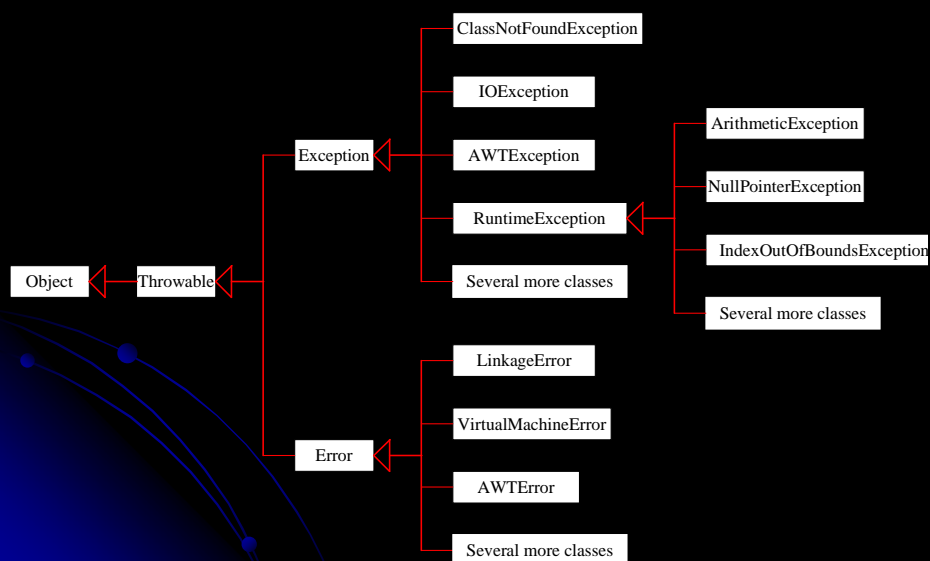 ClassNotFoundException
IOException
ArithmeticException
Exception
AWTException
NullPointerException
RuntimeException
IndexOutOfBoundsException
Object
Throwable
Several more classes
Several more classes
LinkageError
VirtualMachineError
Error
AWTError
Several more classes